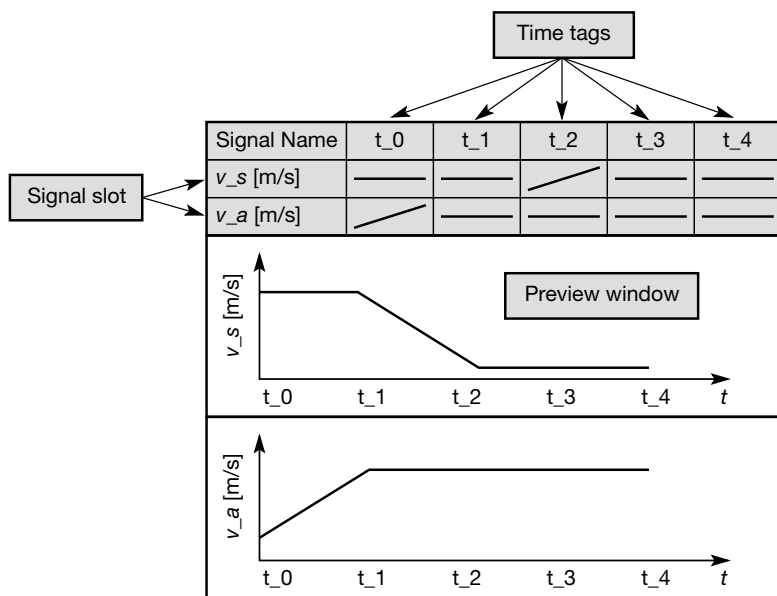 Time tags
Signal Name t_0 t_1 t_2 t_3 t_4
v_s [m/s]
Signal slot
v_a [m/s]
Preview window
v_s [m/s]
t_0 t_1 t_2 t_3 t_4 t
v_a [m/s]
t_0 t_1 t_2 t_3 t_4 t